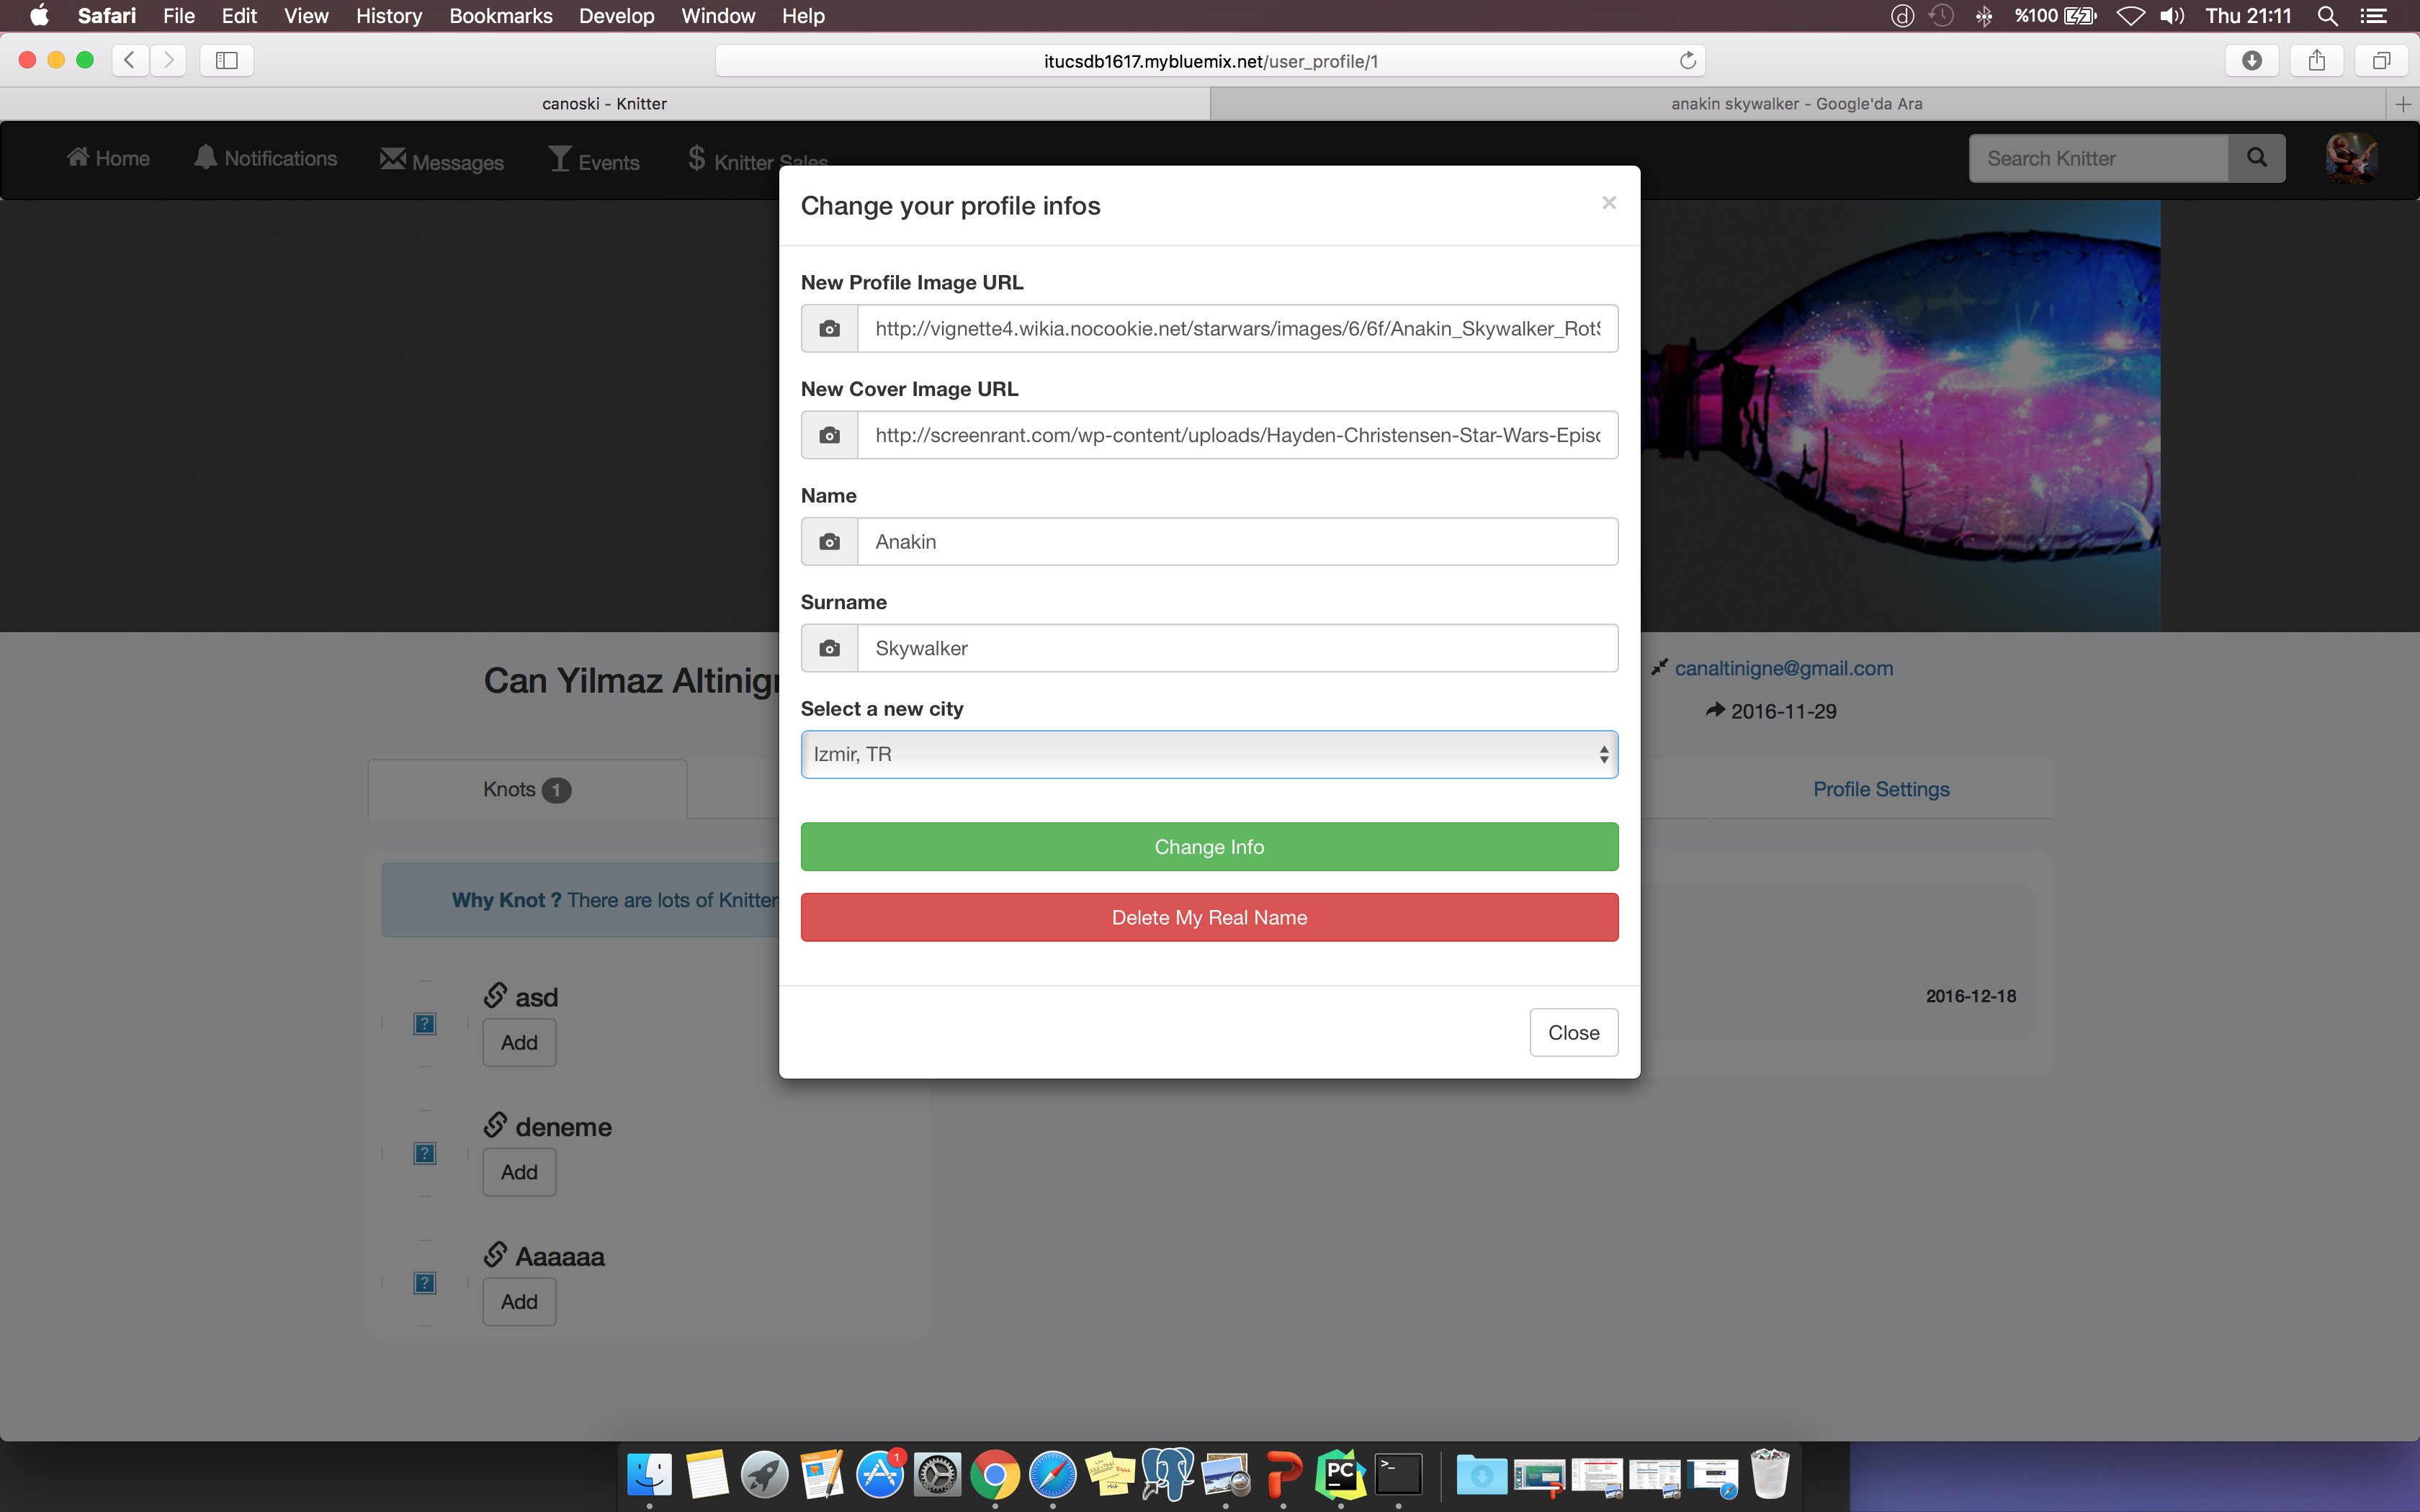 Safari File Edit View History Bookmarks Develop Window Help %100 Thu 21:11
itucsdb1617.mybluemix.net/user_profile/1
canoski - Knitter anakin skywalker - Google'da Ara
Home Notifications Messages Events $ Knitter Sales Search Knitter
Change your profile infos ×
New Profile Image URL
http://vignette4.wikia.nocookie.net/starwars/images/6/6f/Anakin_Skywalker_Rot
New Cover Image URL
http://screenrant.com/wp-content/uploads/Hayden-Christensen-Star-Wars-Epis
Name
Anakin
Surname
Skywalker
Select a new city
Izmir, TR
Change Info
Delete My Real Name
Close
Can Yilmaz Altinig
canaltinigne@gmail.com
2016-11-29
Knots 1
Profile Settings
Why Knot ? There are lots of Knitter
2016-12-18
asd
Add
deneme
Add
Aaaaaa
Add
1
PC